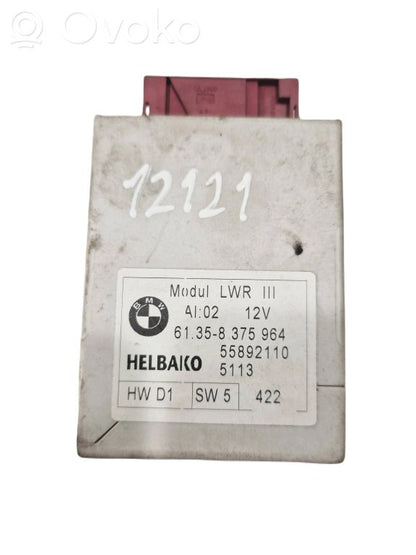 © Ovoko
12121
BMW
Modul LWR III
AI:02 12V
61.35-8 375 964
55892110
HELBAKO 5113
HW D1 SW 5 422